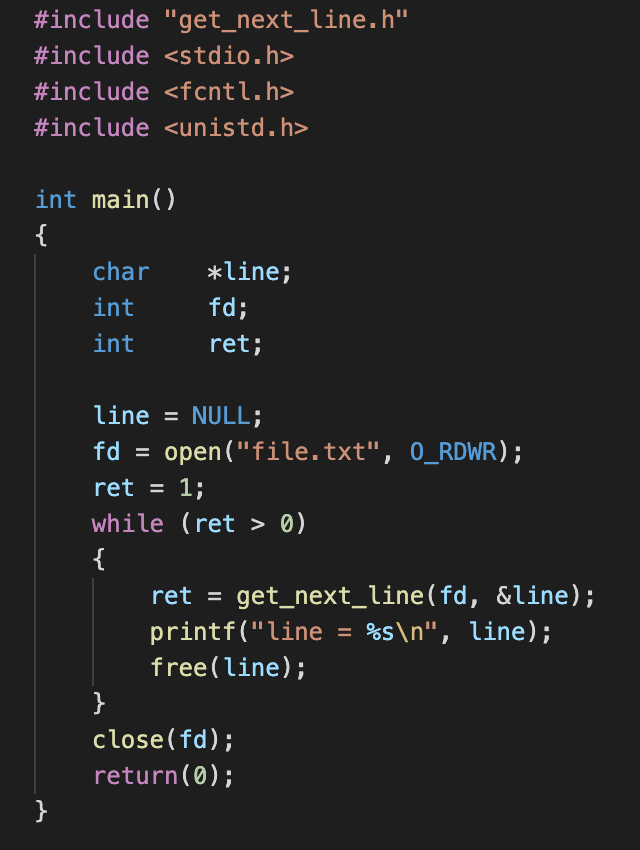 #include "get_next_line.h"
#include <stdio.h>
#include <fcntl.h>
#include <unistd.h>

int main()
{
    char    *line;
    int     fd;
    int     ret;

    line = NULL;
    fd = open("file.txt", O_RDWR);
    ret = 1;
    while (ret > 0)
    {
        ret = get_next_line(fd, &line);
        printf("line = %s\n", line);
        free(line);
    }
    close(fd);
    return(0);
}